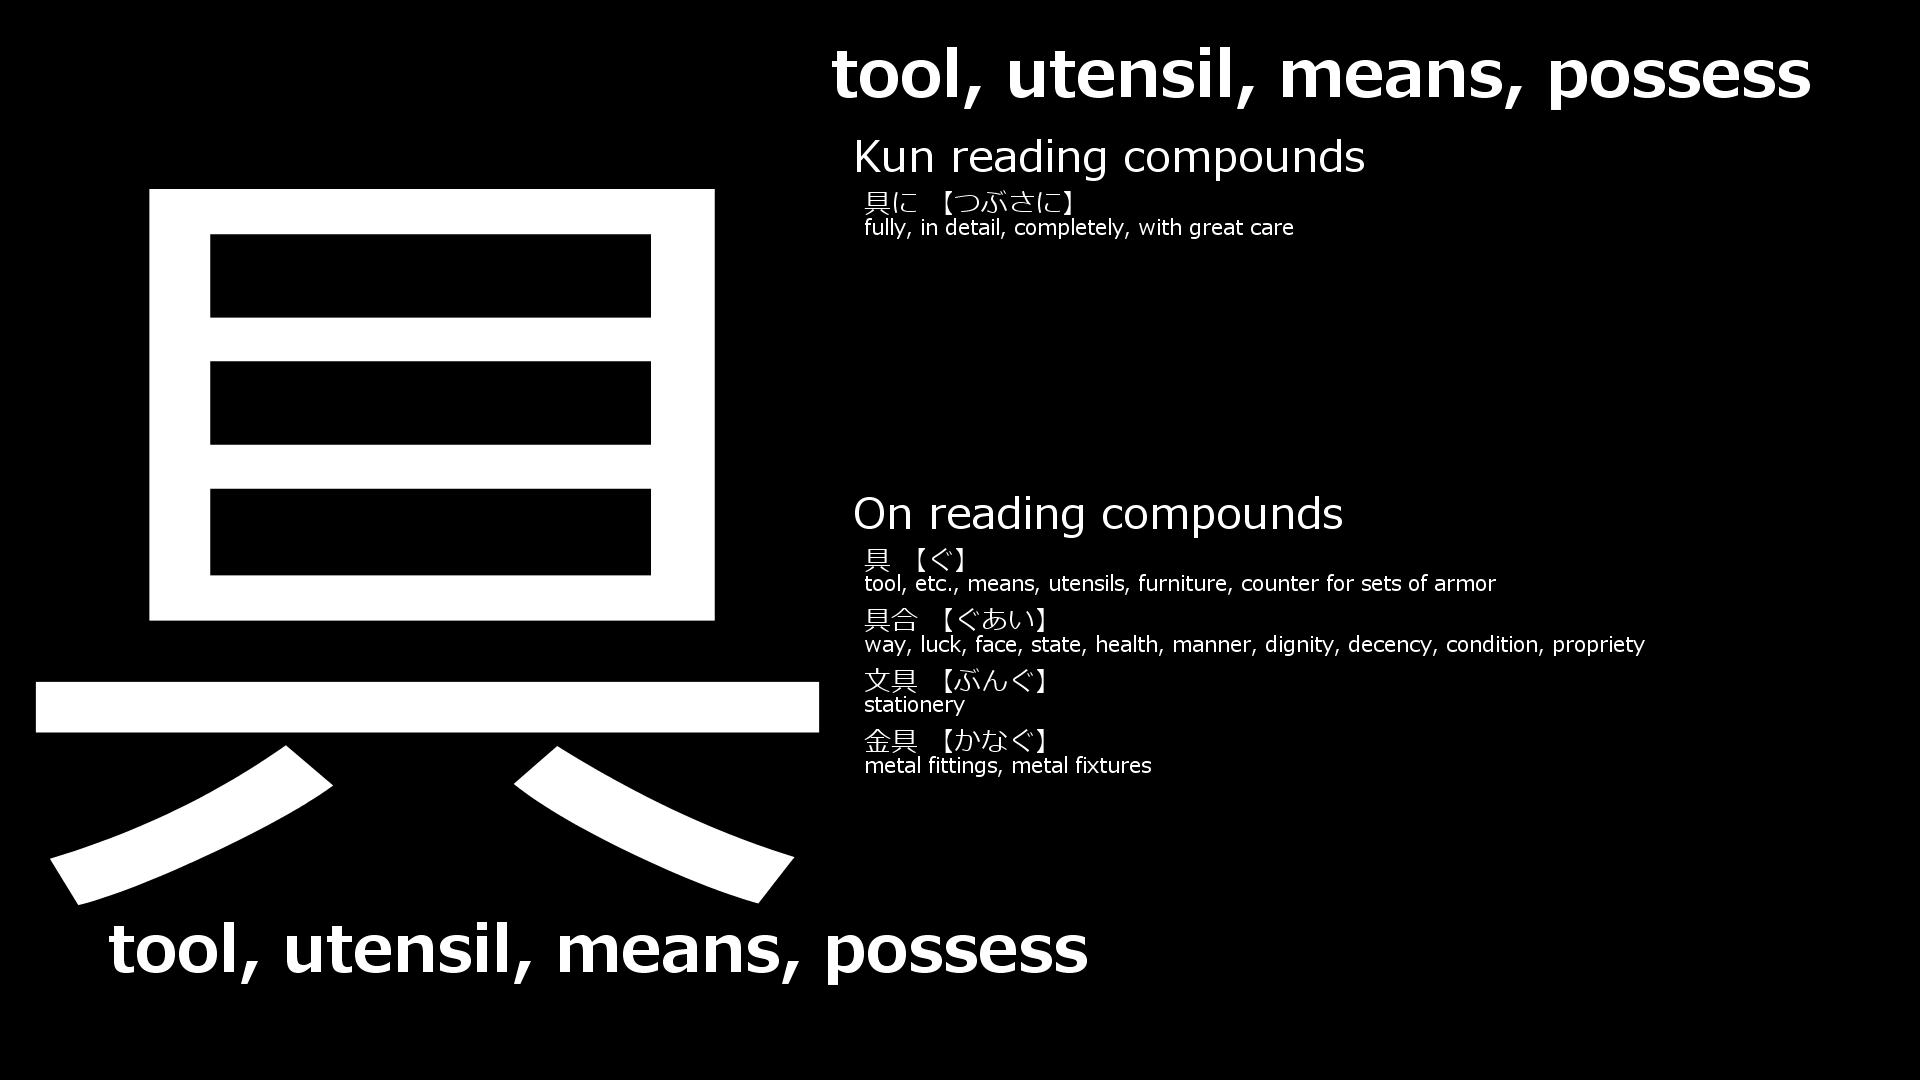 具
tool, utensil, means, possess
Kun reading compounds
具に 【つぶさに】
fully, in detail, completely, with great care
On reading compounds
具 【ぐ】
tool, etc., means, utensils, furniture, counter for sets of armor
具合 【ぐあい】
way, luck, face, state, health, manner, dignity, decency, condition, propriety
文具 【ぶんぐ】
stationery
金具 【かなぐ】
metal fittings, metal fixtures
tool, utensil, means, possess